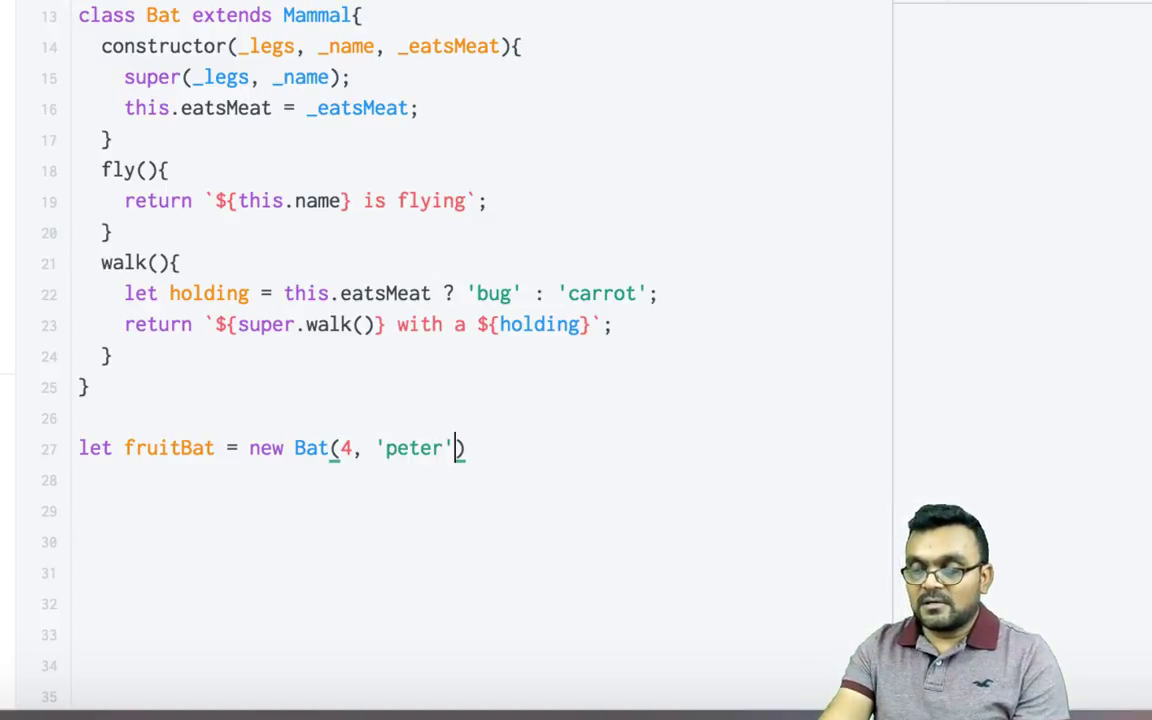 13 class Bat extends Mammal{
14 constructor(_legs, _name, _eatsMeat){
15 super(_legs, _name);
16 this.eatsMeat = _eatsMeat;
17 }
18 fly(){
19 return `${this.name} is flying`;
20 }
21 walk(){
22 let holding = this.eatsMeat ? 'bug' : 'carrot';
23 return `${super.walk()} with a ${holding}`;
24 }
25 }
26
27 let fruitBat = new Bat(4, 'peter')
28
29
30
31
32
33
34
35